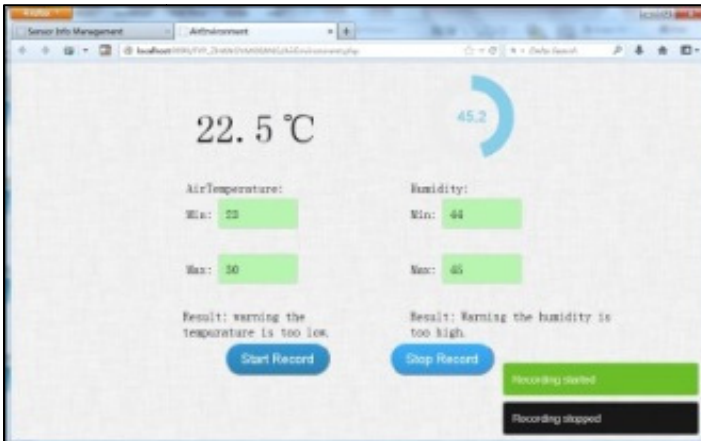 Sensor Info Management
AirEnvironment
localhost
22.5℃
45.2
AirTemperature:
Humidity:
Min: 23
Min: 44
Max: 30
Max: 45
Result: warning the
tempurature is too low.
Result: Warning the humidity is
too high.
Start Record
Stop Record
Recording started
Recording stopped